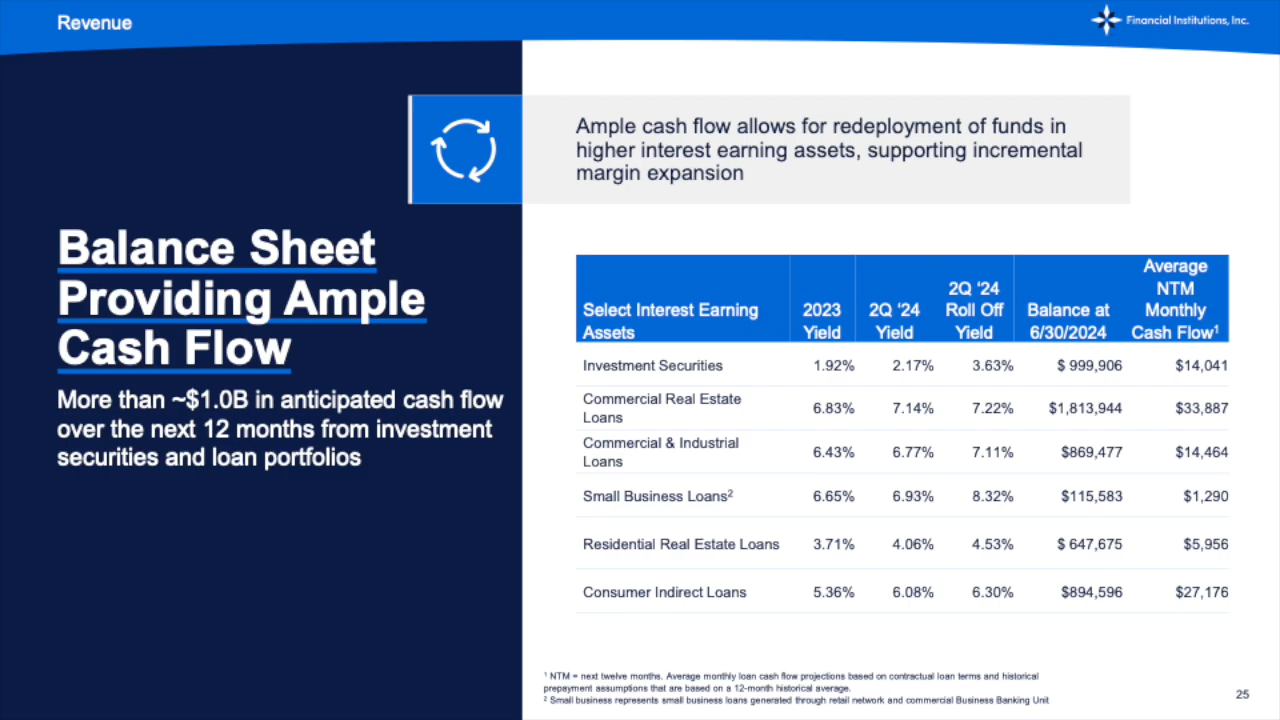 Revenue
Financial Institutions, Inc.
Ample cash flow allows for redeployment of funds in
higher interest earning assets, supporting incremental
margin expansion
Balance Sheet
Providing Ample
Cash Flow
More than ~$1.0B in anticipated cash flow
over the next 12 months from investment
securities and loan portfolios
Select Interest Earning Assets 2023 Yield 2Q ‘24 Yield 2Q ‘24 Roll Off Yield Balance at 6/30/2024 Average NTM Monthly Cash Flow¹
Investment Securities 1.92% 2.17% 3.63% $ 999,906 $14,041
Commercial Real Estate Loans 6.83% 7.14% 7.22% $1,813,944 $33,887
Commercial & Industrial Loans 6.43% 6.77% 7.11% $869,477 $14,464
Small Business Loans² 6.65% 6.93% 8.32% $115,583 $1,290
Residential Real Estate Loans 3.71% 4.06% 4.53% $ 647,675 $5,956
Consumer Indirect Loans 5.36% 6.08% 6.30% $894,596 $27,176
¹ NTM = next twelve months. Average monthly loan cash flow projections based on contractual loan terms and historical
prepayment assumptions that are based on a 12-month historical average.
² Small business represents small business loans generated through retail network and commercial Business Banking Unit
25